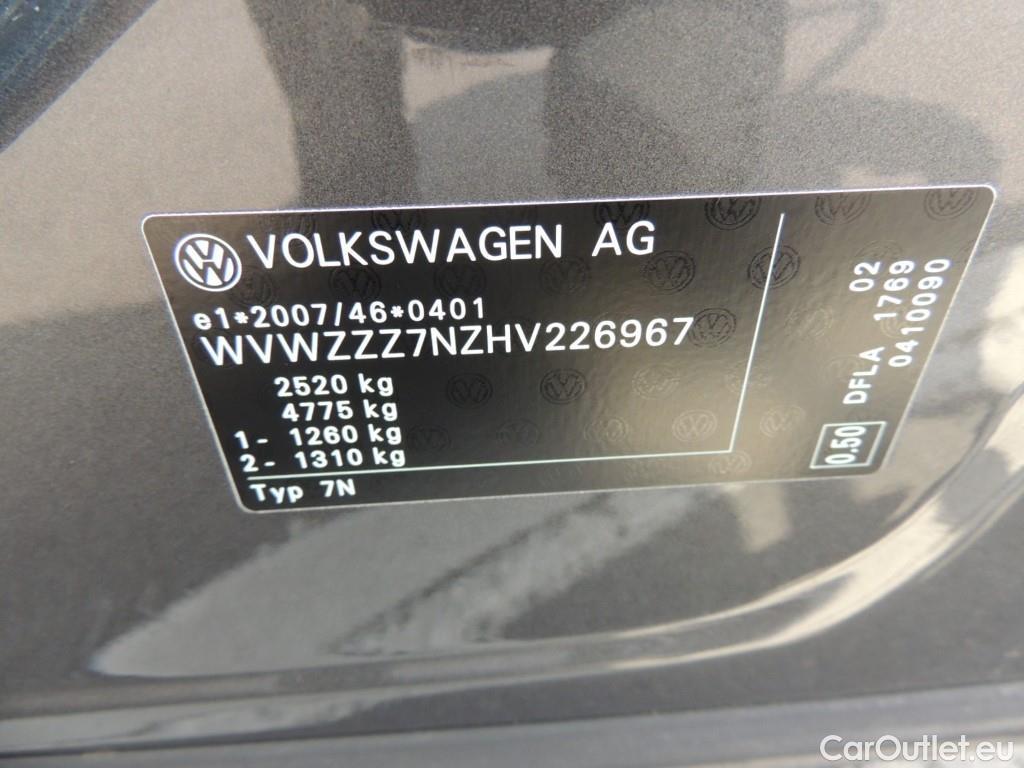 VOLKSWAGEN AG
e1*2007/46*0401
WVWZZZ7NZHV226967
2520 kg
4775 kg
1- 1260 kg
2- 1310 kg
Typ 7N
0.50
DFLA 02
1769
0410090
CarOutlet.eu